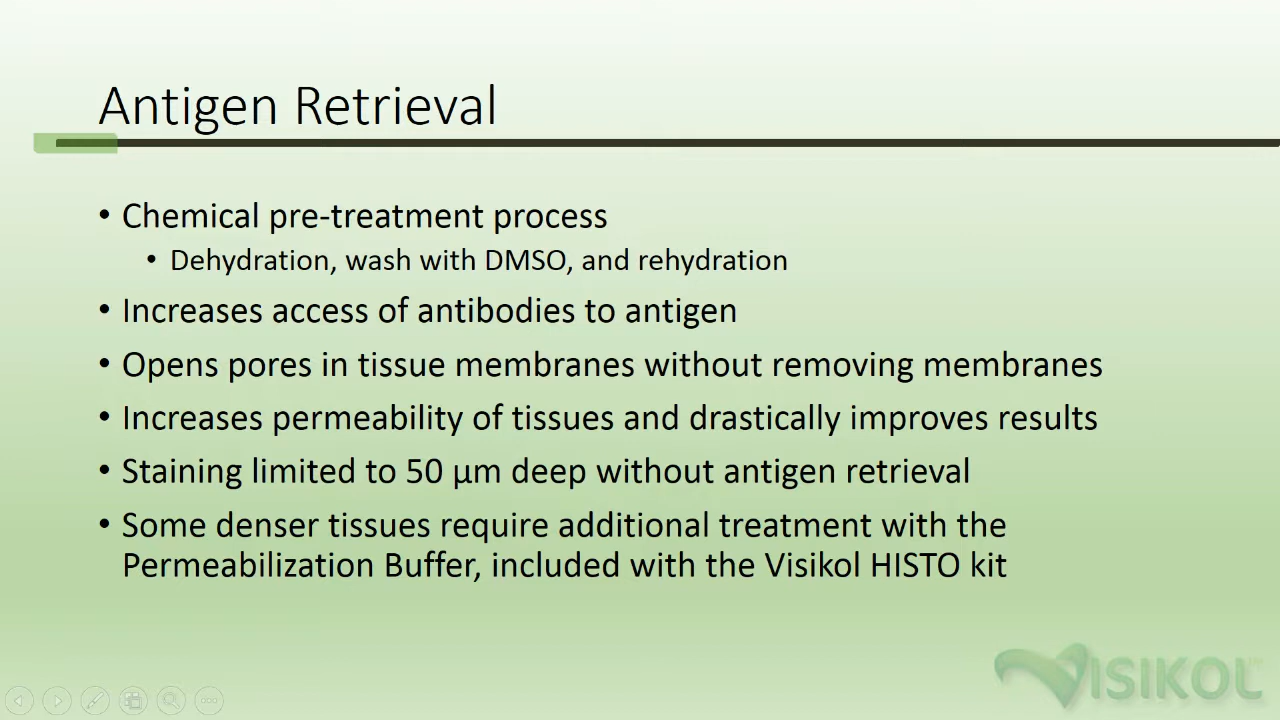 Antigen Retrieval
• Chemical pre-treatment process
• Dehydration, wash with DMSO, and rehydration
• Increases access of antibodies to antigen
• Opens pores in tissue membranes without removing membranes
• Increases permeability of tissues and drastically improves results
• Staining limited to 50 µm deep without antigen retrieval
• Some denser tissues require additional treatment with the
Permeabilization Buffer, included with the Visikol HISTO kit
VISIKOL